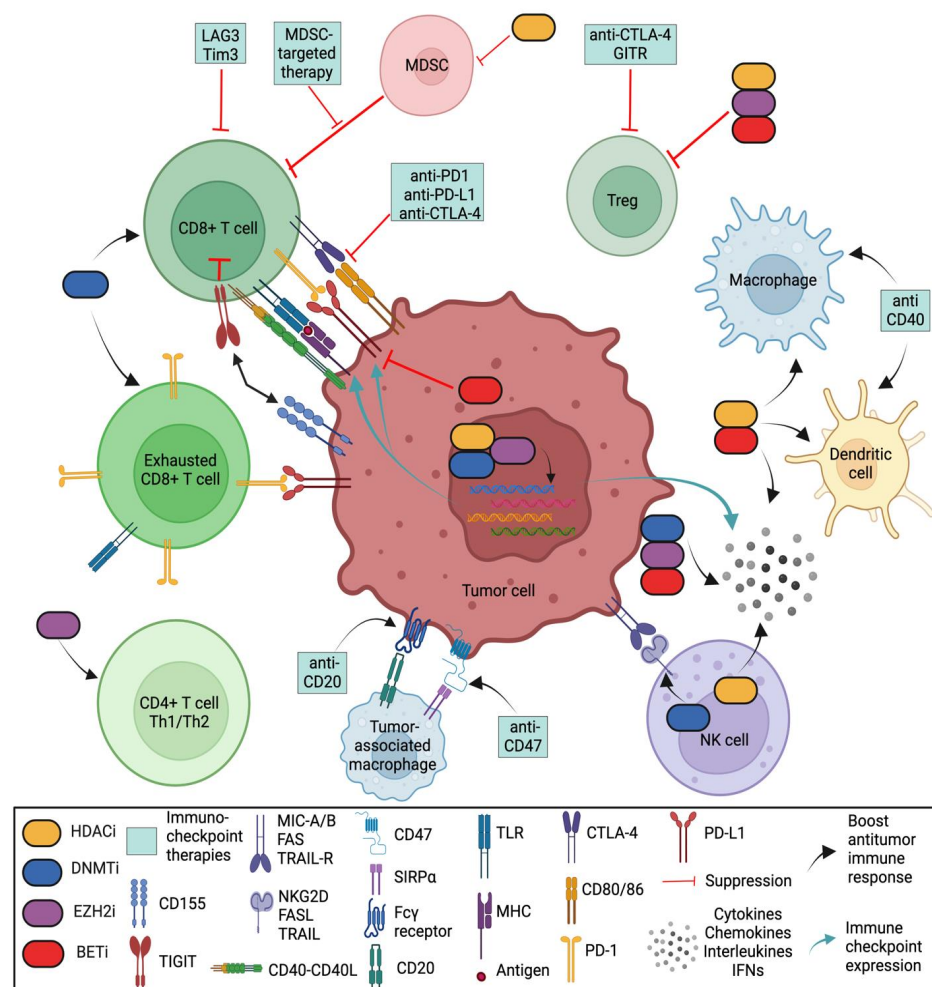 LAG3
Tim3
MDSC-
targeted
therapy
MDSC
anti-CTLA-4
GITR
CD8+ T cell
anti-PD1
anti-PD-L1
anti-CTLA-4
Treg
Macrophage
anti
CD40
Exhausted
CD8+ T cell
Dendritic
cell
Tumor cell
CD4+ T cell
Th1/Th2
anti-
CD20
Tumor-
associated
macrophage
anti-
CD47
NK cell
HDACi
DNMTi
EZH2i
BETi
Immuno-
checkpoint
therapies
CD155
TIGIT
MIC-A/B
FAS
TRAIL-R
NKG2D
FASL
TRAIL
CD40-CD40L
CD47
SIRPα
Fcγ
receptor
CD20
TLR
MHC
Antigen
CTLA-4
CD80/86
PD-1
PD-L1
Suppression
Cytokines
Chemokines
Interleukines
IFNs
Boost
antitumor
immune
response
Immune
checkpoint
expression